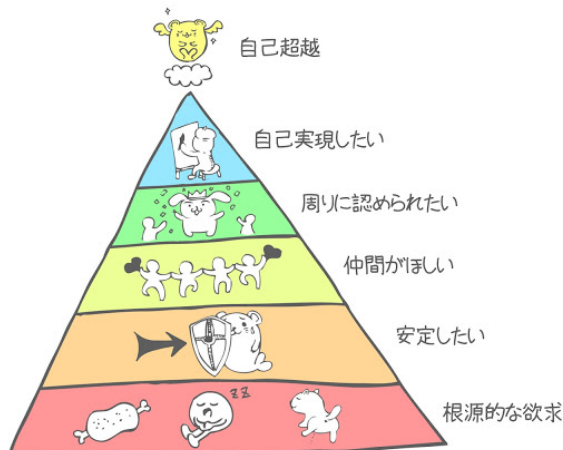 自己超越
自己実現したい
周りに認められたい
仲間がほしい
安定したい
zz
根源的な欲求